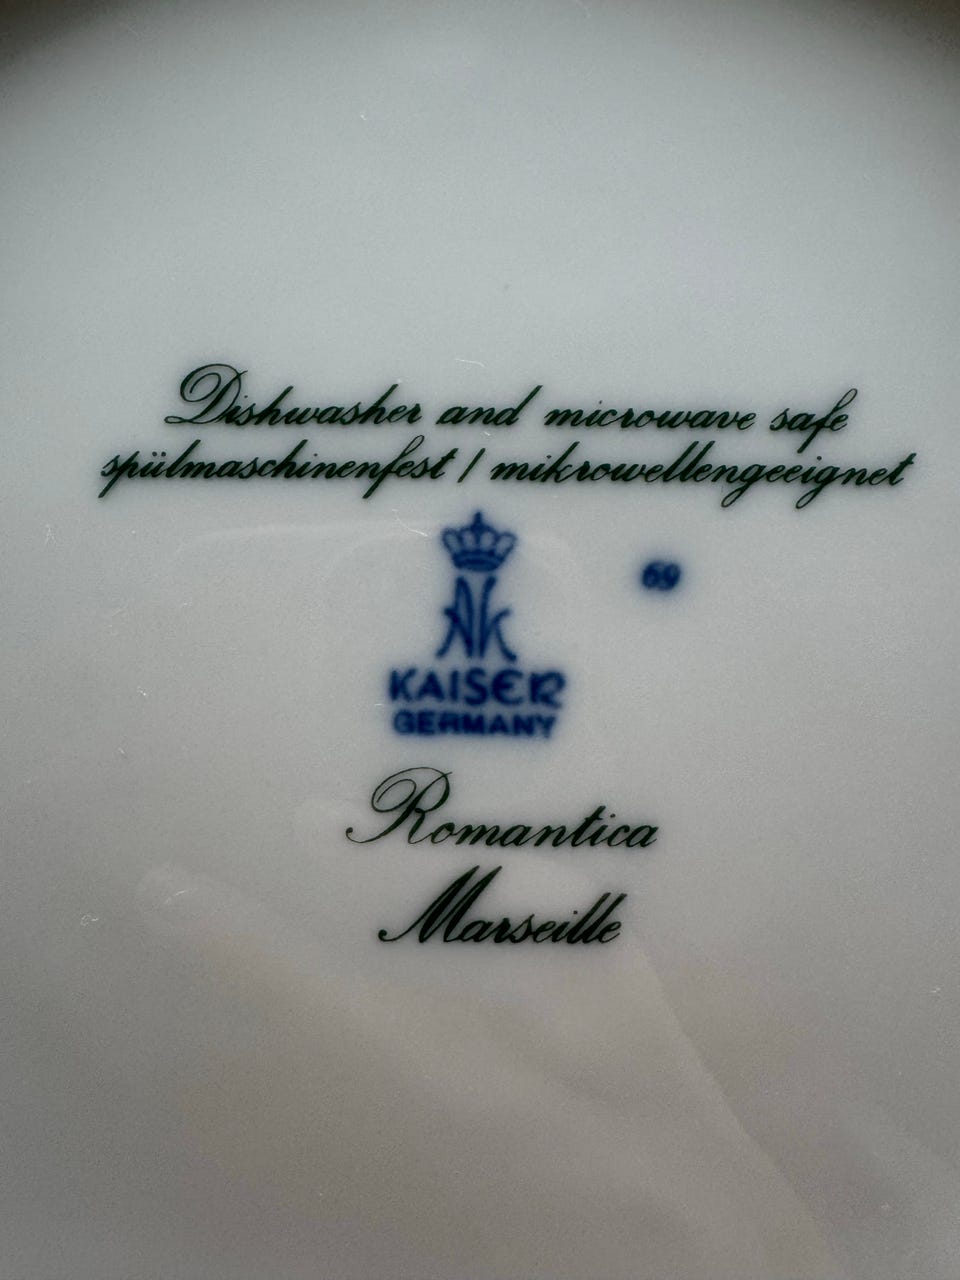 Dishwasher and microwave safe
spülmaschinenfest / mikrowellengeeignet
69
AK
KAISER
GERMANY
Romantica
Marseille